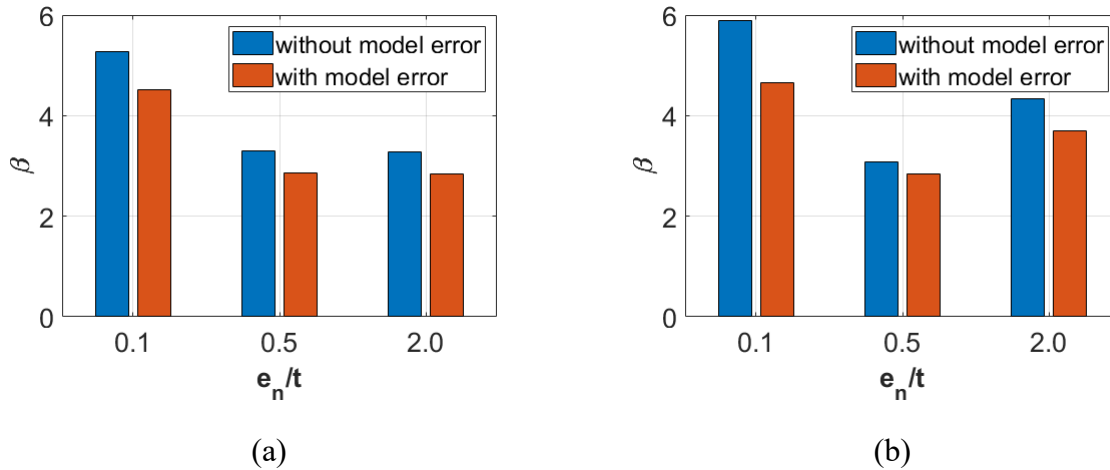 6
4
2
0
β
without model error
with model error
0.1
0.5
2.0
e_n/t
(a)
6
4
2
0
β
without model error
with model error
0.1
0.5
2.0
e_n/t
(b)